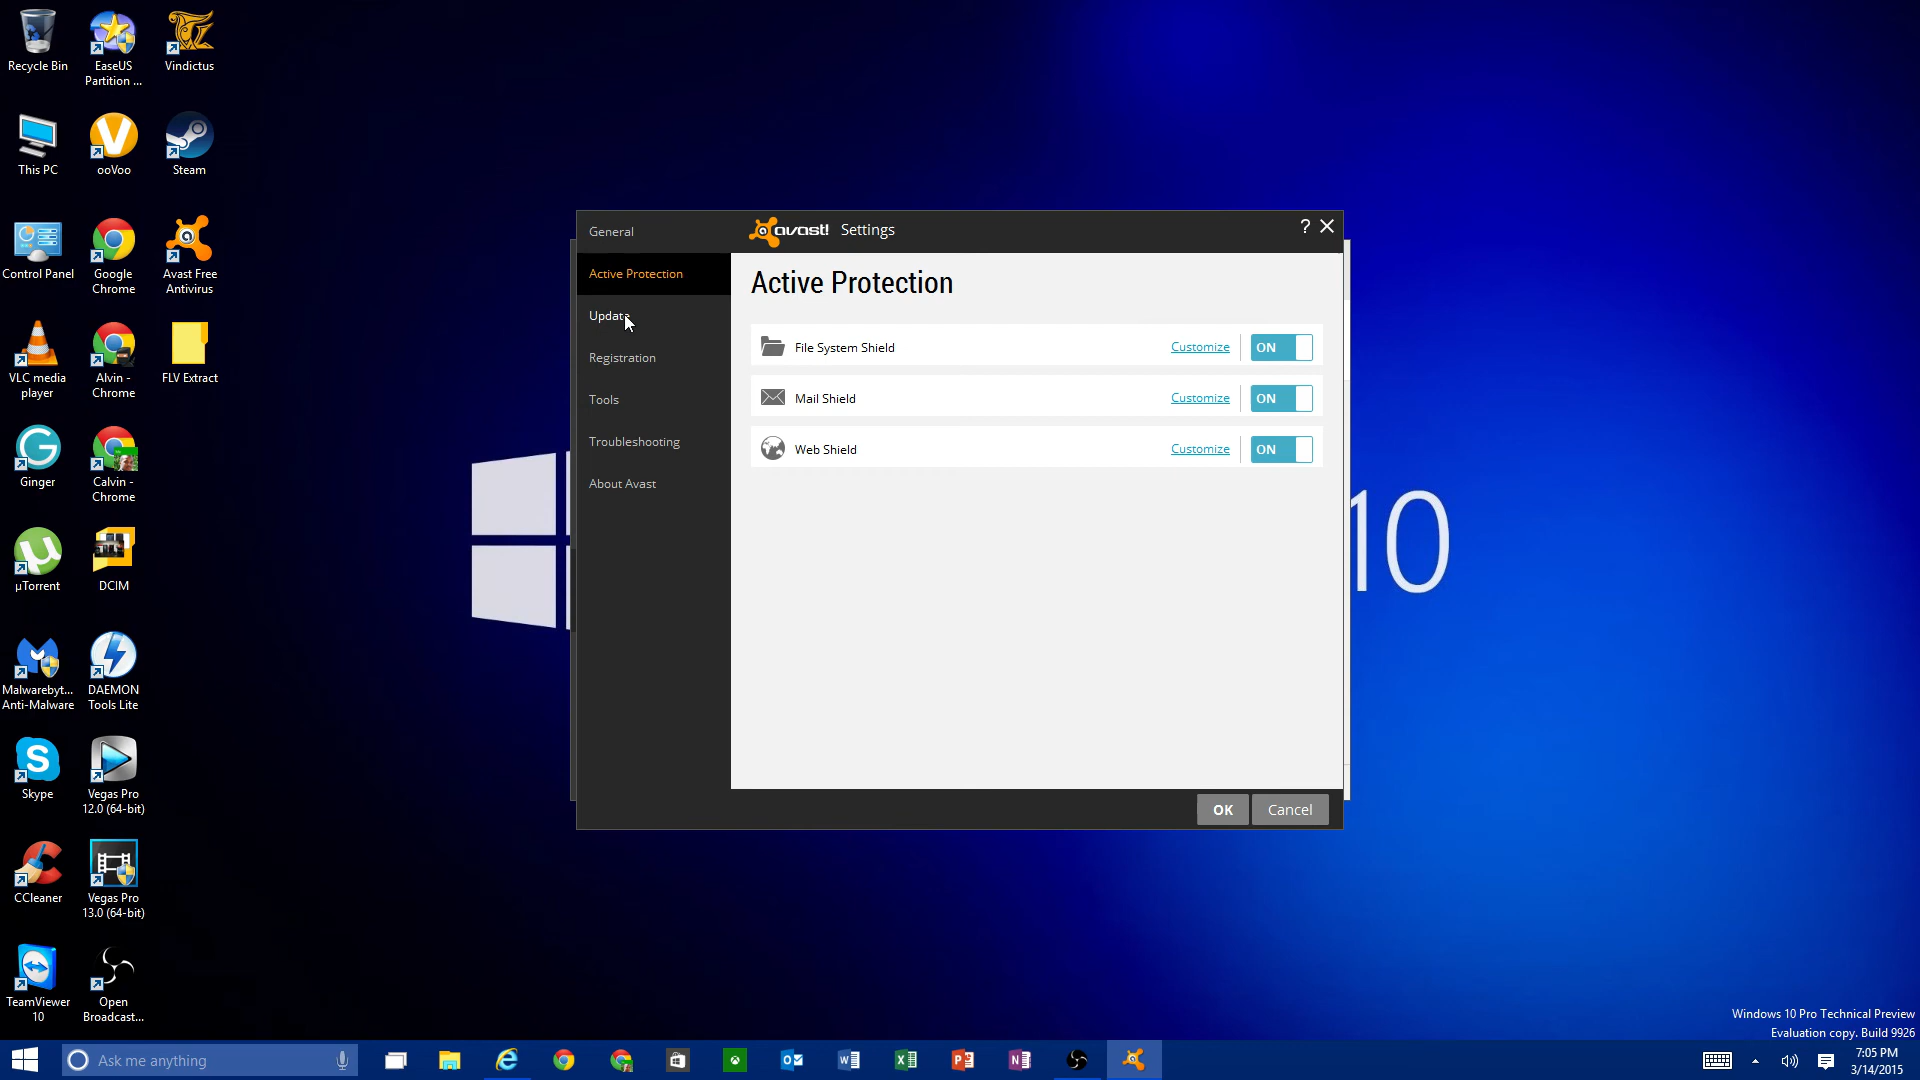 Recycle Bin
EaseUS
Partition ...
Vindictus
This PC
ooVoo
Steam
Control Panel
Google
Chrome
Avast Free
Antivirus
VLC media
player
Alvin -
Chrome
FLV Extract
Ginger
Calvin -
Chrome
µTorrent
DCIM
Malwarebyt...
Anti-Malware
DAEMON
Tools Lite
Skype
Vegas Pro
12.0 (64-bit)
CCleaner
Vegas Pro
13.0 (64-bit)
TeamViewer
10
Open
Broadcast...
General
avast! Settings
?
Active Protection
Update
Registration
Tools
Troubleshooting
About Avast
Active Protection
File System Shield Customize ON
Mail Shield Customize ON
Web Shield Customize ON
OK Cancel
10
Windows 10 Pro Technical Preview
Evaluation copy. Build 9926
Ask me anything
7:05 PM
3/14/2015